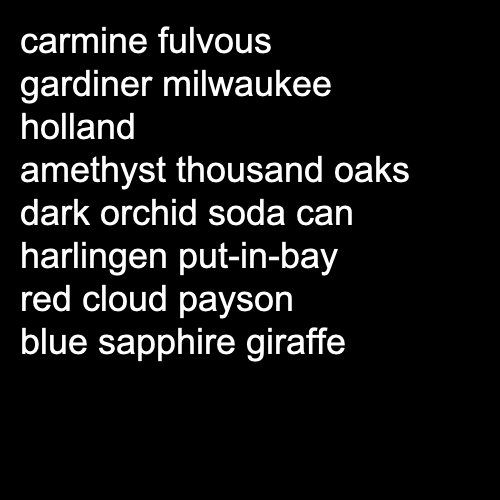 carmine fulvous
gardiner milwaukee
holland
amethyst thousand oaks
dark orchid soda can
harlingen put-in-bay
red cloud payson
blue sapphire giraffe